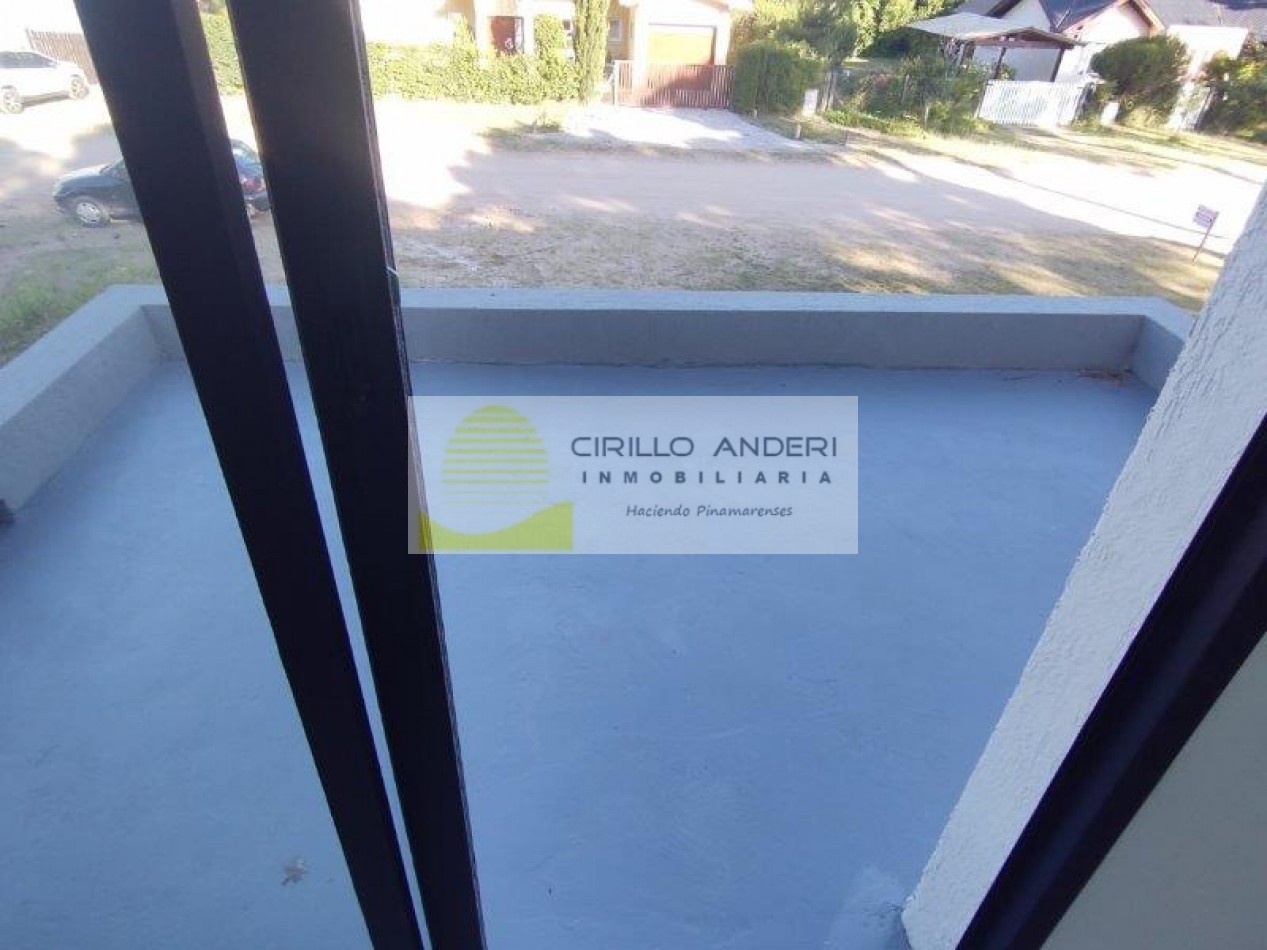 CIRILLO ANDERI
INMOBILIARIA
Haciendo Pinamarenses